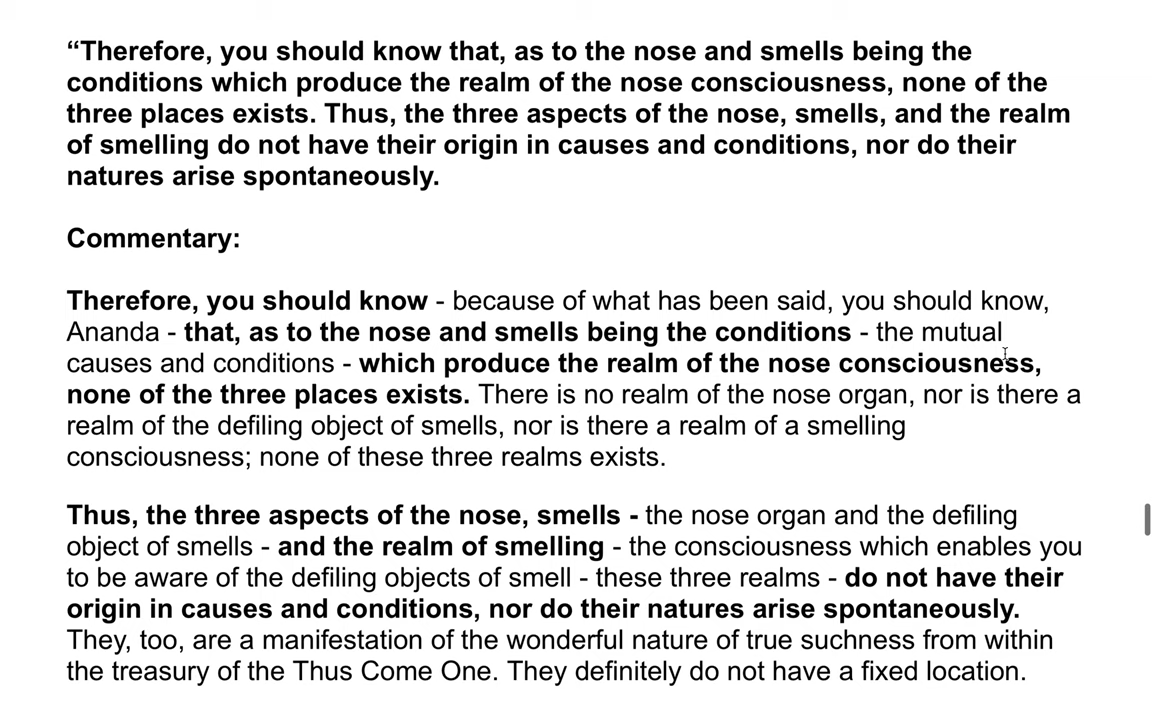 “Therefore, you should know that, as to the nose and smells being the
conditions which produce the realm of the nose consciousness, none of the
three places exists. Thus, the three aspects of the nose, smells, and the realm
of smelling do not have their origin in causes and conditions, nor do their
natures arise spontaneously.
Commentary:
Therefore, you should know - because of what has been said, you should know,
Ananda - that, as to the nose and smells being the conditions - the mutual
causes and conditions - which produce the realm of the nose consciousness,
none of the three places exists. There is no realm of the nose organ, nor is there a
realm of the defiling object of smells, nor is there a realm of a smelling
consciousness; none of these three realms exists.
Thus, the three aspects of the nose, smells - the nose organ and the defiling
object of smells - and the realm of smelling - the consciousness which enables you
to be aware of the defiling objects of smell - these three realms - do not have their
origin in causes and conditions, nor do their natures arise spontaneously.
They, too, are a manifestation of the wonderful nature of true suchness from within
the treasury of the Thus Come One. They definitely do not have a fixed location.